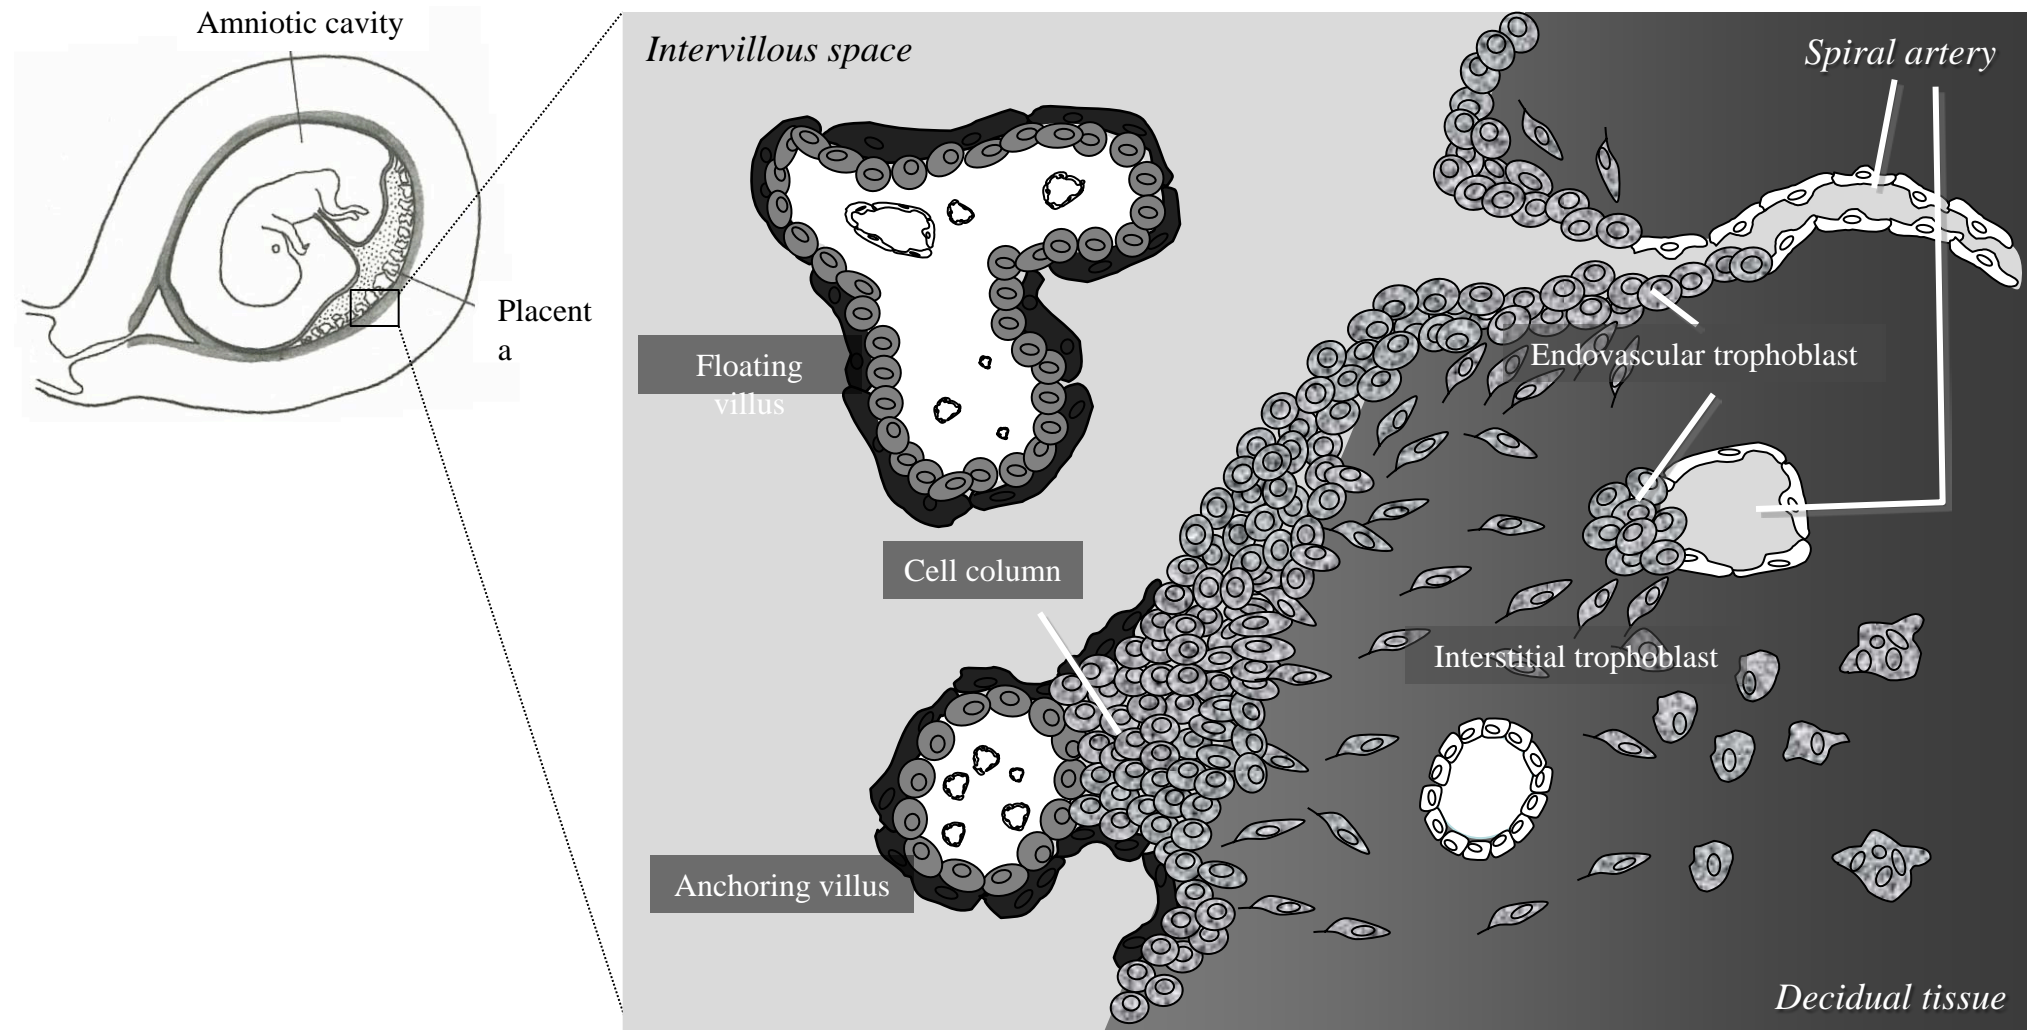 Amniotic cavity
Placent
a
Intervillous space
Spiral artery
Floating
villus
Endovascular trophoblast
Cell column
Interstitial trophoblast
Anchoring villus
Decidual tissue